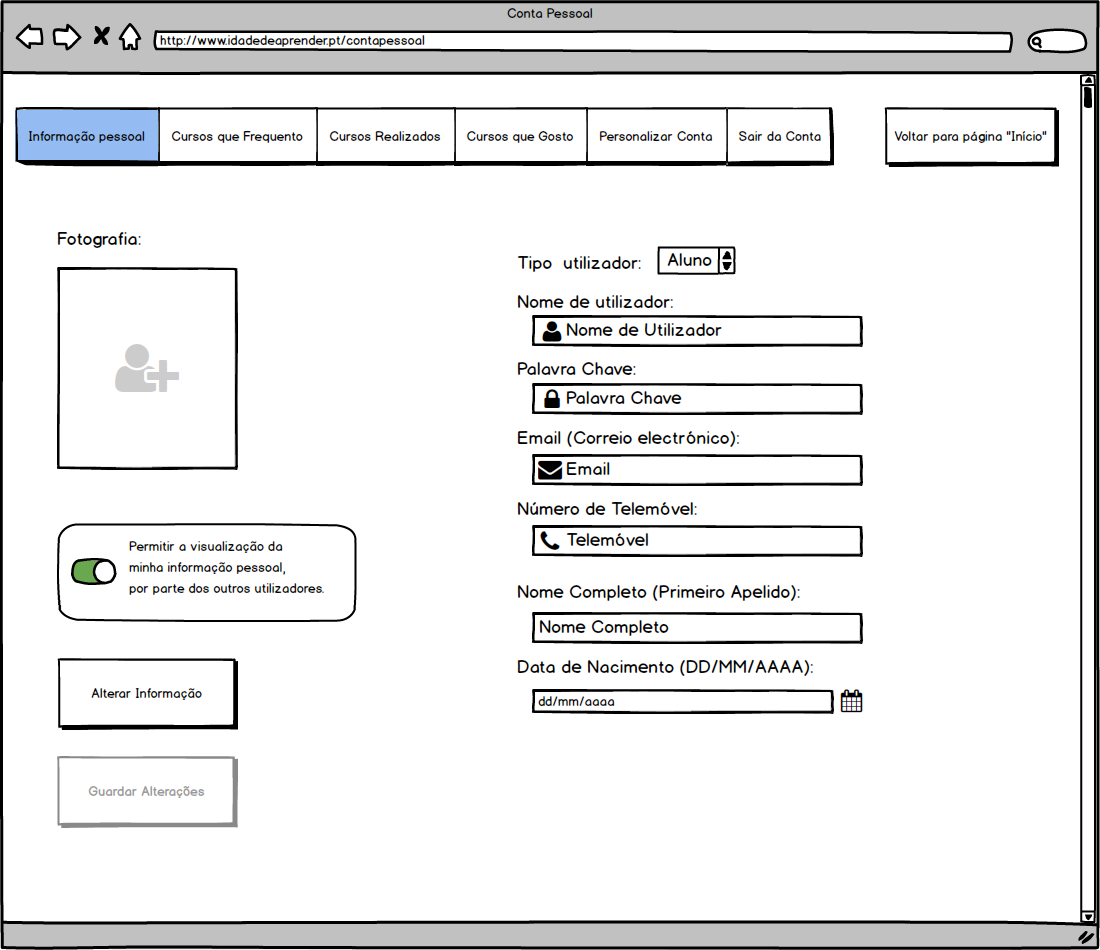 Conta Pessoal
http://www.idadedeaprender.pt/contapessoal
Informação pessoal
Cursos que Frequento
Cursos Realizados
Cursos que Gosto
Personalizar Conta
Sair da Conta
Voltar para página "Início"
Fotografia:
Tipo utilizador:
Aluno
Nome de utilizador:
Nome de Utilizador
Palavra Chave:
Palavra Chave
Email (Correio electrónico):
Email
Número de Telemóvel:
Telemóvel
Permitir a visualização da
minha informação pessoal,
por parte dos outros utilizadores.
Nome Completo (Primeiro Apelido):
Nome Completo
Data de Nacimento (DD/MM/AAAA):
dd/mm/aaaa
Alterar Informação
Guardar Alterações